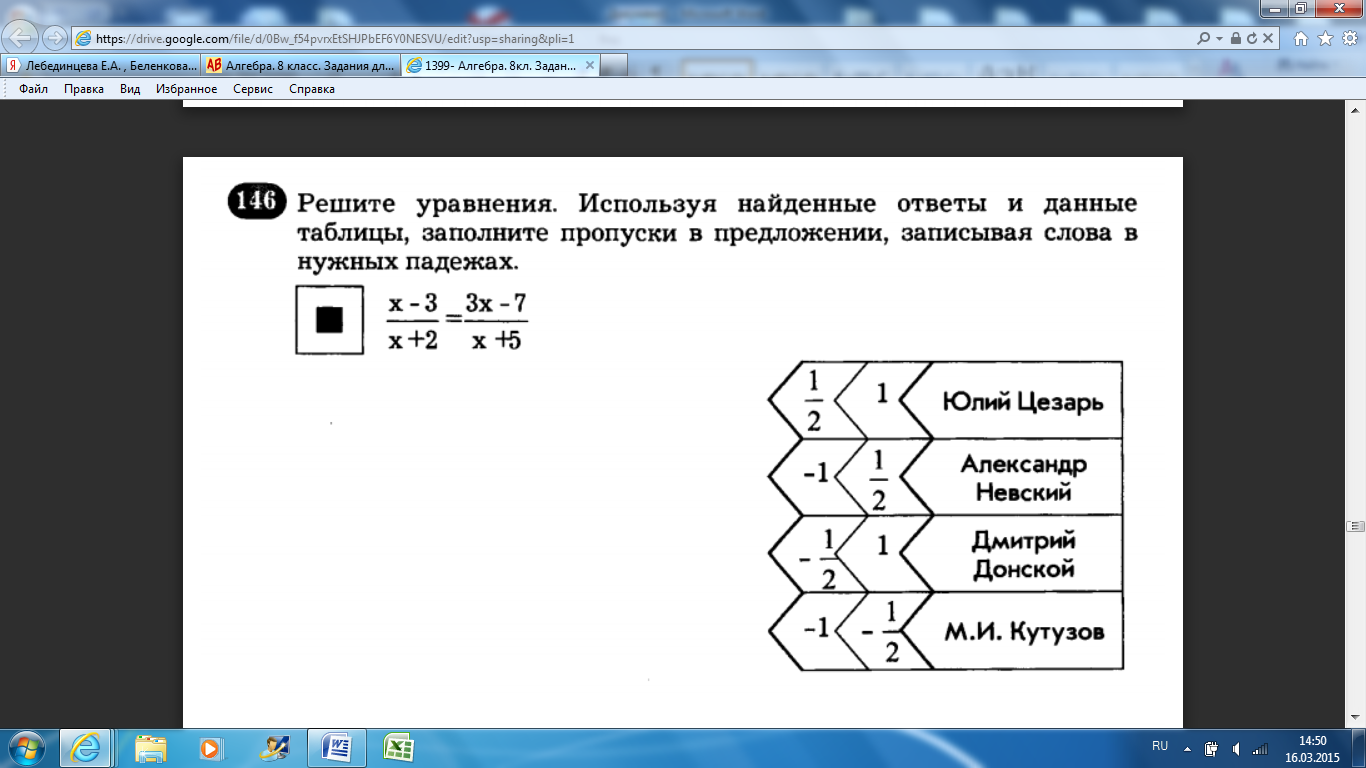 https://drive.google.com/file/d/0Bw_f54pvrxEtSHJPbEF6Y0NESVU/edit?usp=sharing&pli=1
Лебединцева Е.А. , Беленкова... Алгебра. 8 класс. Задания дл... 1399- Алгебра. 8кл. Задан...
Файл Правка Вид Избранное Сервис Справка
146 Решите уравнения. Используя найденные ответы и данные
таблицы, заполните пропуски в предложении, записывая слова в
нужных падежах.
x - 3 3x - 7
=
x +2 x +5
1/2 1 Юлий Цезарь
-1 1/2 Александр
Невский
- 1/2 1 Дмитрий
Донской
-1 - 1/2 М.И. Кутузов
RU 14:50
16.03.2015